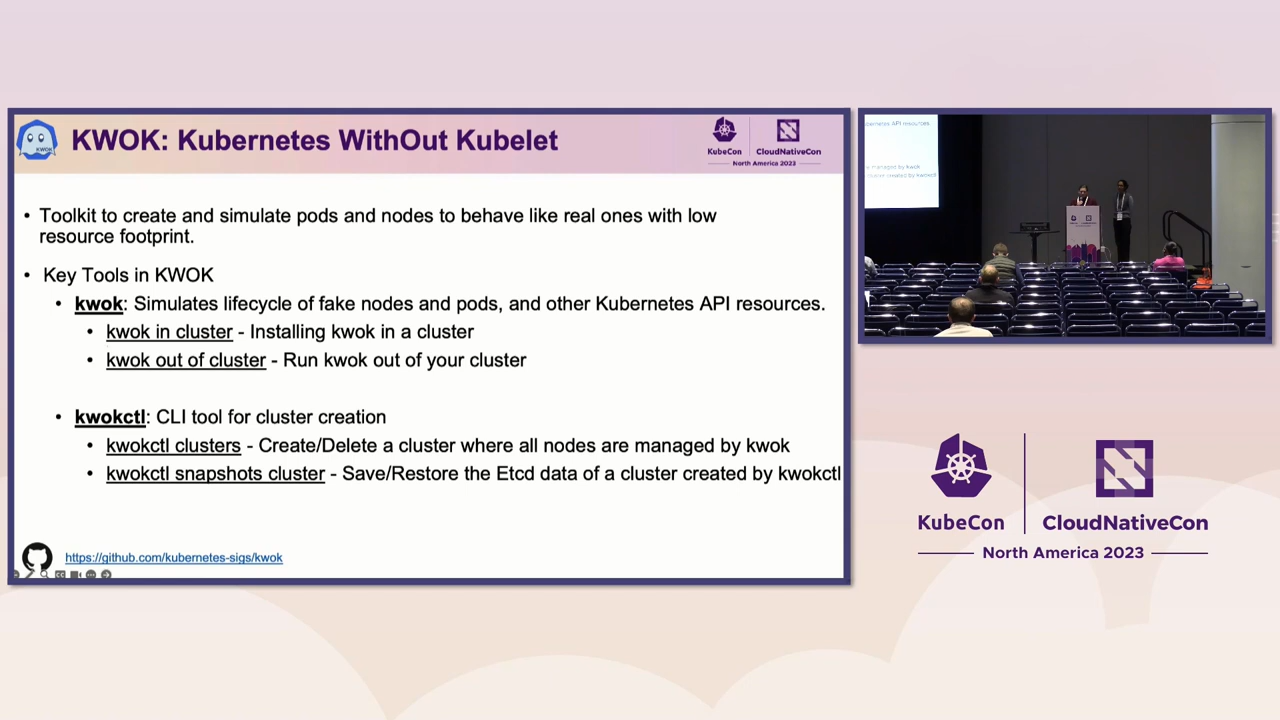 KWOK: Kubernetes WithOut Kubelet
KubeCon
CloudNativeCon
North America 2023
• Toolkit to create and simulate pods and nodes to behave like real ones with low
resource footprint.
• Key Tools in KWOK
• kwok: Simulates lifecycle of fake nodes and pods, and other Kubernetes API resources.
• kwok in cluster - Installing kwok in a cluster
• kwok out of cluster - Run kwok out of your cluster
• kwokctl: CLI tool for cluster creation
• kwokctl clusters - Create/Delete a cluster where all nodes are managed by kwok
• kwokctl snapshots cluster - Save/Restore the Etcd data of a cluster created by kwokctl
https://github.com/kubernetes-sigs/kwok
KubeCon
CloudNativeCon
North America 2023